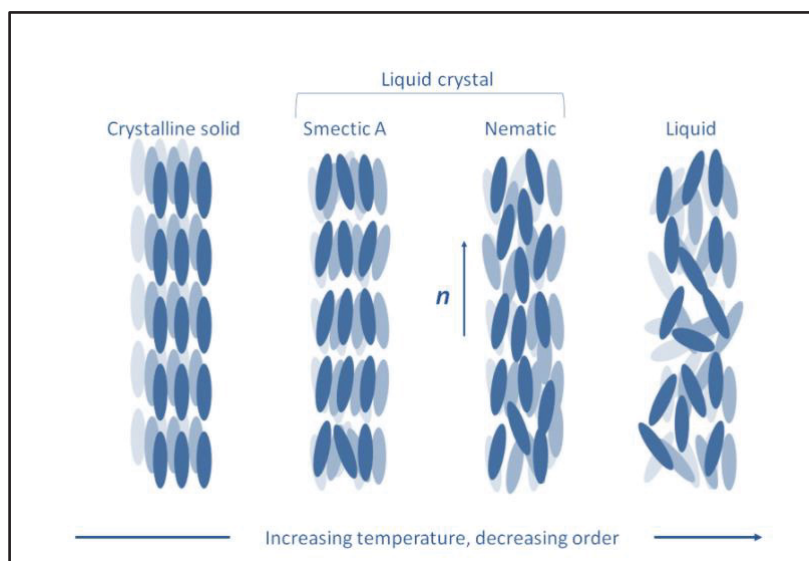 Liquid crystal
Crystalline solid
Smectic A
Nematic
Liquid
n
Increasing temperature, decreasing order